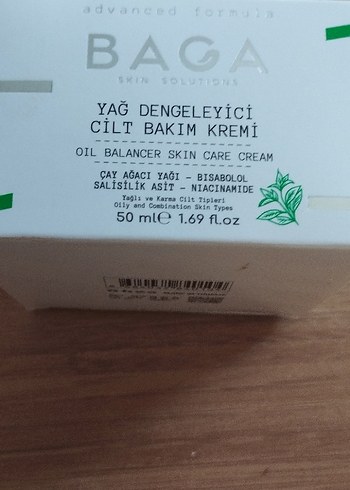 advanced formula
BAGA
SKIN SOLUTIONS
YAĞ DENGELEYİCİ
CİLT BAKIM KREMİ
OIL BALANCER SKIN CARE CREAM
ÇAY AĞACI YAĞI – BISABOLOL
SALİSİLİK ASİT – NIACINAMIDE
Yağlı ve Karma Cilt Tipleri
Oily and Combination Skin Types
50 ml℮ 1.69 fl.oz